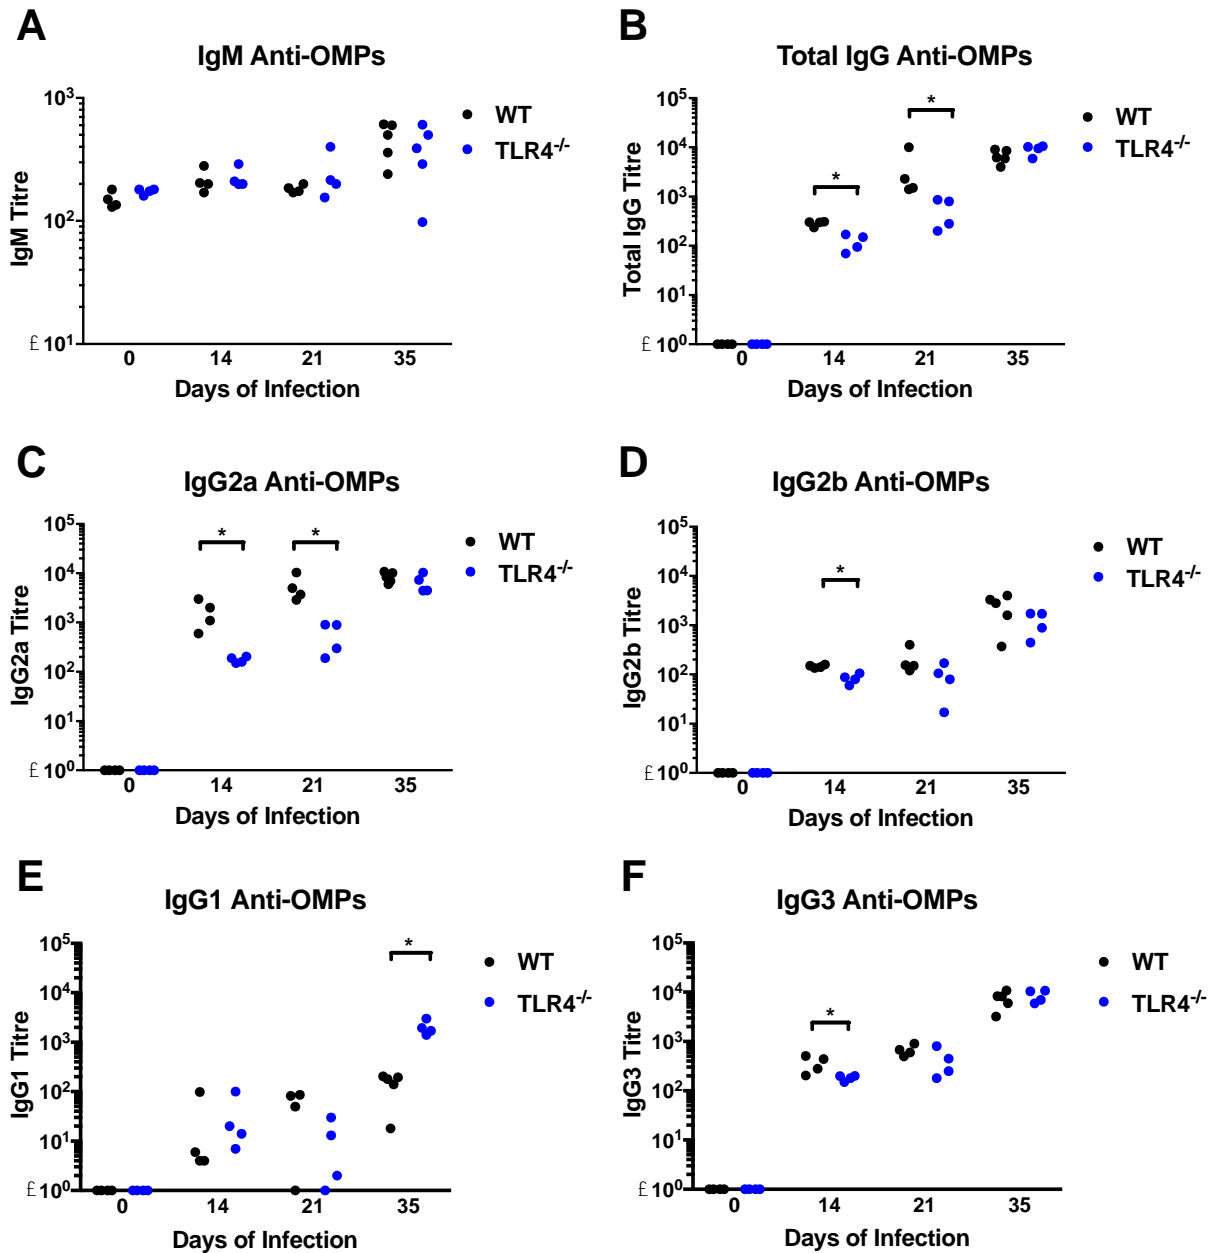 A
IgM Anti-OMPs
10³
10²
£ 10¹
IgM Titre
0 14 21 35
Days of Infection
WT
TLR4⁻/⁻
B
Total IgG Anti-OMPs
10⁵
10⁴
10³
10²
10¹
£ 10⁰
Total IgG Titre
* *
0 14 21 35
Days of Infection
WT
TLR4⁻/⁻
C
IgG2a Anti-OMPs
10⁵
10⁴
10³
10²
10¹
£ 10⁰
IgG2a Titre
* *
0 14 21 35
Days of Infection
WT
TLR4⁻/⁻
D
IgG2b Anti-OMPs
10⁵
10⁴
10³
10²
10¹
£ 10⁰
IgG2b Titre
*
0 14 21 35
Days of Infection
WT
TLR4⁻/⁻
E
IgG1 Anti-OMPs
10⁵
10⁴
10³
10²
10¹
£ 10⁰
IgG1 Titre
*
0 14 21 35
Days of Infection
WT
TLR4⁻/⁻
F
IgG3 Anti-OMPs
10⁵
10⁴
10³
10²
10¹
£ 10⁰
IgG3 Titre
*
0 14 21 35
Days of Infection
WT
TLR4⁻/⁻